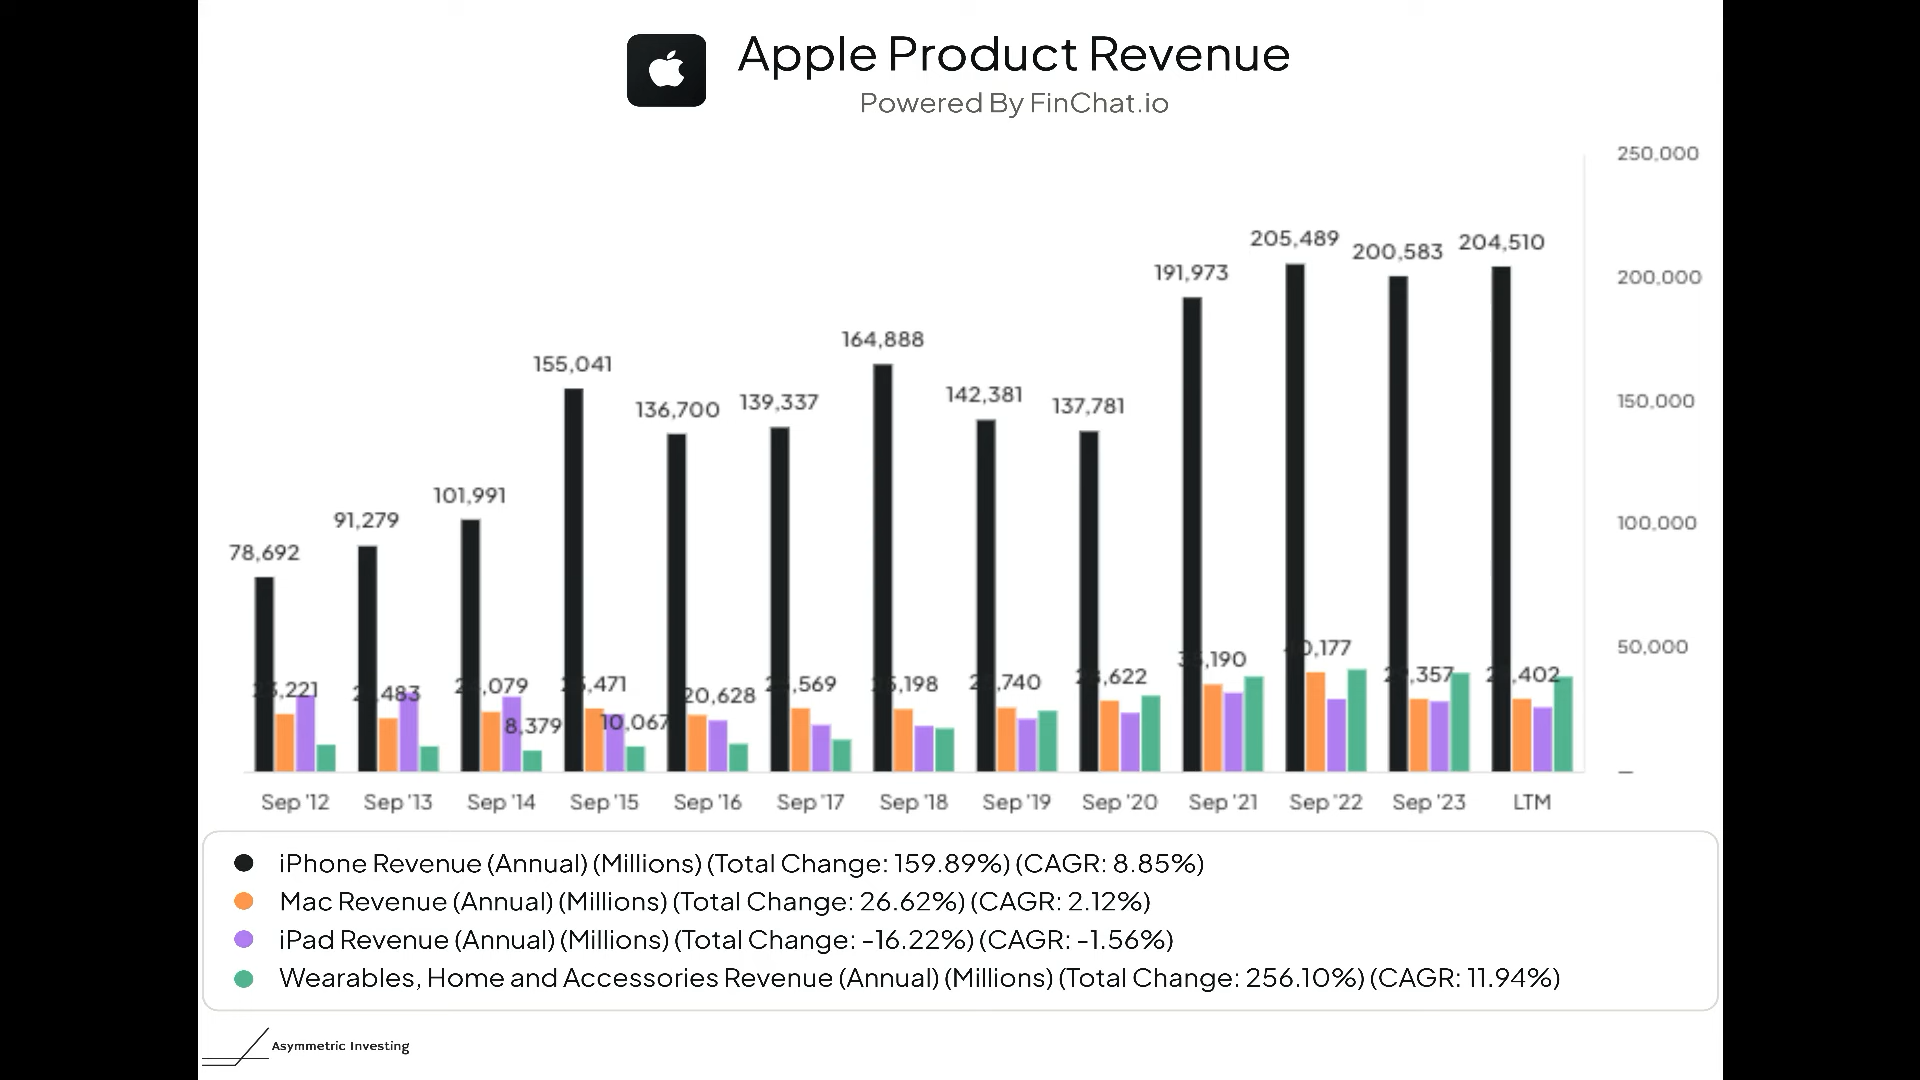 Apple Product Revenue
Powered By FinChat.io
250,000
200,000
150,000
100,000
50,000
—
205,489
200,583
204,510
191,973
164,888
155,041
142,381
137,781
139,337
136,700
101,991
91,279
78,692
8,379
10,067
20,628
Sep '12 Sep '13 Sep '14 Sep '15 Sep '16 Sep '17 Sep '18 Sep '19 Sep '20 Sep '21 Sep '22 Sep '23 LTM
iPhone Revenue (Annual) (Millions) (Total Change: 159.89%) (CAGR: 8.85%)
Mac Revenue (Annual) (Millions) (Total Change: 26.62%) (CAGR: 2.12%)
iPad Revenue (Annual) (Millions) (Total Change: -16.22%) (CAGR: -1.56%)
Wearables, Home and Accessories Revenue (Annual) (Millions) (Total Change: 256.10%) (CAGR: 11.94%)
Asymmetric Investing